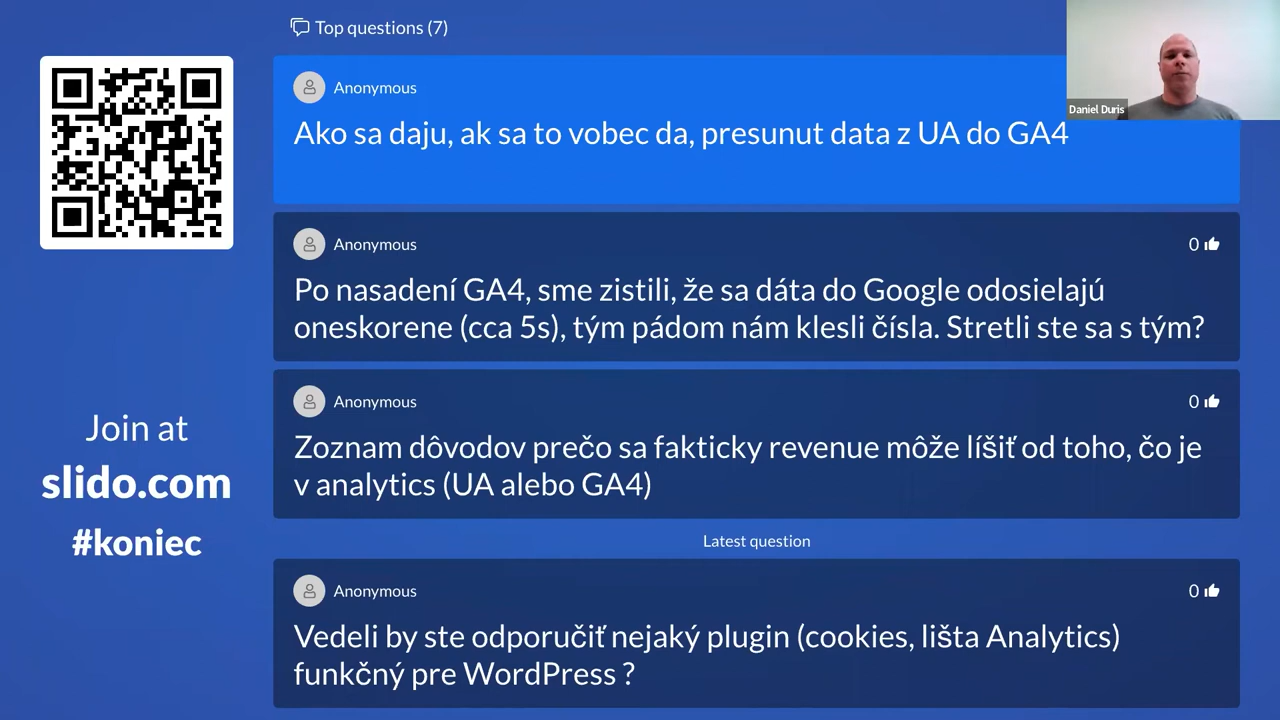 Top questions (7)
Anonymous
Ako sa daju, ak sa to vobec da, presunut data z UA do GA4
Daniel Duris
Anonymous
0
Po nasadení GA4, sme zistili, že sa dáta do Google odosielajú
oneskorene (cca 5s), tým pádom nám klesli čísla. Stretli ste sa s tým?
Anonymous
0
Zoznam dôvodov prečo sa fakticky revenue môže líšiť od toho, čo je
v analytics (UA alebo GA4)
Latest question
Anonymous
0
Vedeli by ste odporučiť nejaký plugin (cookies, lišta Analytics)
funkčný pre WordPress ?
Join at
slido.com
#koniec